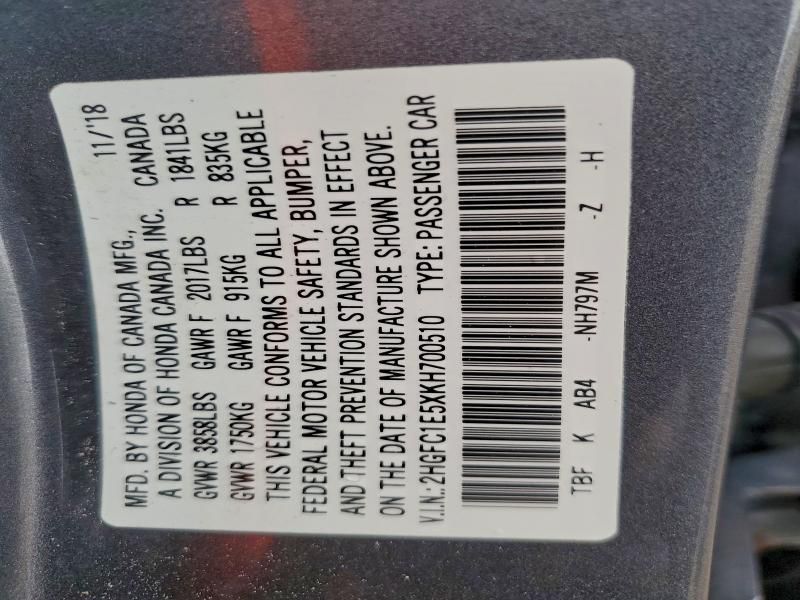 MFD. BY HONDA OF CANADA MFG., 11/'18
A DIVISION OF HONDA CANADA INC. CANADA
GVWR 3858LBS GAWR F 2017LBS R 1841LBS
GVWR 1750KG GAWR F 915KG R 835KG
THIS VEHICLE CONFORMS TO ALL APPLICABLE
FEDERAL MOTOR VEHICLE SAFETY, BUMPER,
AND THEFT PREVENTION STANDARDS IN EFFECT
ON THE DATE OF MANUFACTURE SHOWN ABOVE.
V.I.N.: 2HGFC1E5XKH700510 TYPE: PASSENGER CAR
TBF K AB4 -NH797M -Z -H